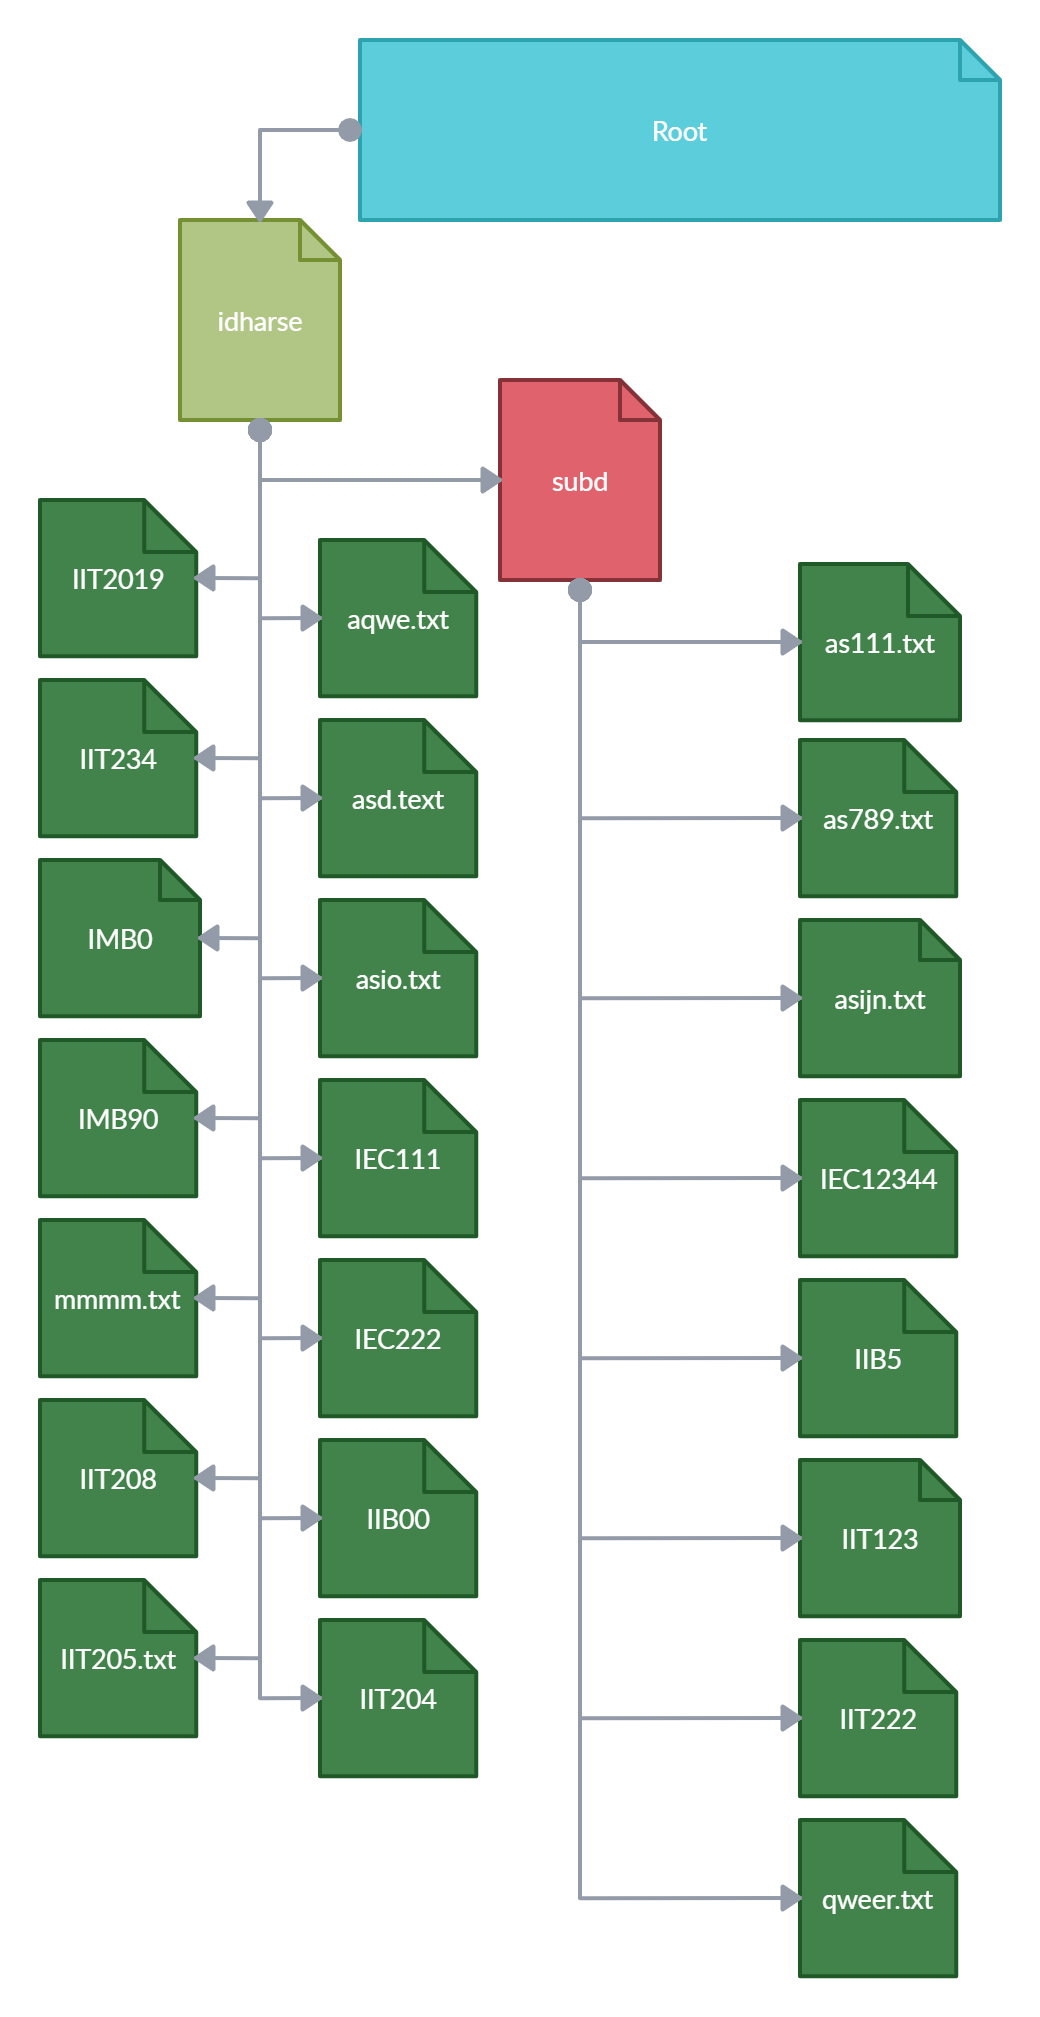 Root
idharse
subd
IIT2019
aqwe.txt
as111.txt
IIT234
asd.text
as789.txt
IMB0
asio.txt
asijn.txt
IMB90
IEC111
IEC12344
mmmm.txt
IEC222
IIB5
IIT208
IIB00
IIT123
IIT205.txt
IIT204
IIT222
qweer.txt